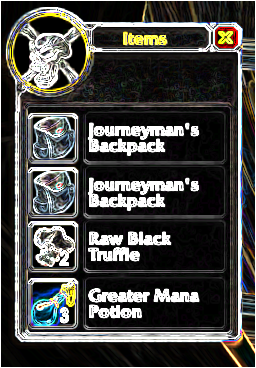 Items
Journeyman's
Backpack
Journeyman's
Backpack
Raw Black
Truffle
2
Greater Mana
Potion
3